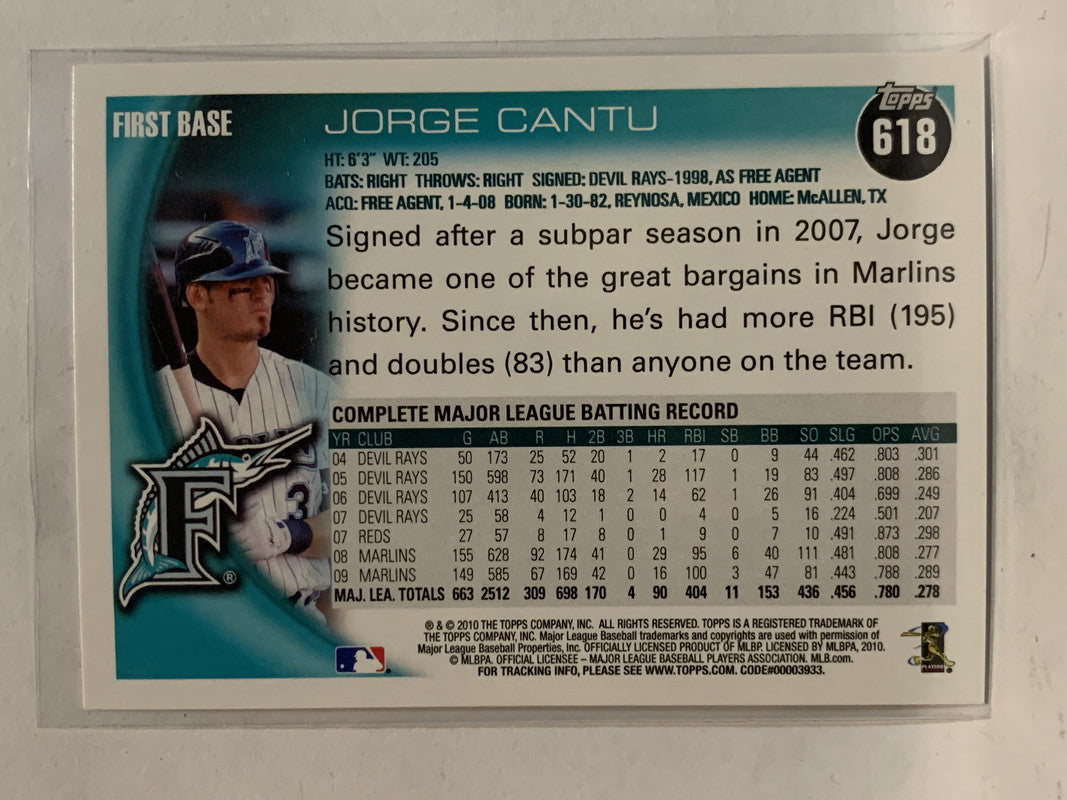 FIRST BASE
JORGE CANTU
Topps
618
HT: 6'3" WT: 205
BATS: RIGHT THROWS: RIGHT SIGNED: DEVIL RAYS-1998, AS FREE AGENT
ACQ: FREE AGENT, 1-4-08 BORN: 1-30-82, REYNOSA, MEXICO HOME: McALLEN, TX
Signed after a subpar season in 2007, Jorge
became one of the great bargains in Marlins
history. Since then, he's had more RBI (195)
and doubles (83) than anyone on the team.
COMPLETE MAJOR LEAGUE BATTING RECORD
YR CLUB G AB R H 2B 3B HR RBI SB BB SO SLG OPS AVG
04 DEVIL RAYS 50 173 25 52 20 1 2 17 0 9 44 .462 .803 .301
05 DEVIL RAYS 150 598 73 171 40 1 28 117 1 19 83 .497 .808 .286
06 DEVIL RAYS 107 413 40 103 18 2 14 62 1 26 91 .404 .699 .249
07 DEVIL RAYS 25 58 4 12 1 0 0 4 0 5 16 .224 .501 .207
07 REDS 27 57 8 17 8 0 1 9 0 7 10 .491 .873 .298
08 MARLINS 155 628 92 174 41 0 29 95 6 40 111 .481 .808 .277
09 MARLINS 149 585 67 169 42 0 16 100 3 47 81 .443 .788 .289
MAJ. LEA. TOTALS 663 2512 309 698 170 4 90 404 11 153 436 .456 .780 .278
F
®
3
® & © 2010 THE TOPPS COMPANY, INC. ALL RIGHTS RESERVED. TOPPS IS A REGISTERED TRADEMARK OF
THE TOPPS COMPANY, INC. Major League Baseball trademarks and copyrights are used with permission of
Major League Baseball Properties, Inc. OFFICIALLY LICENSED PRODUCT OF MLBP. LICENSED BY MLBPA, 2010.
© MLBPA. OFFICIAL LICENSEE – MAJOR LEAGUE BASEBALL PLAYERS ASSOCIATION. MLB.com.
FOR TRACKING INFO, PLEASE SEE WWW.TOPPS.COM. CODE#00003933.
PLAYERS